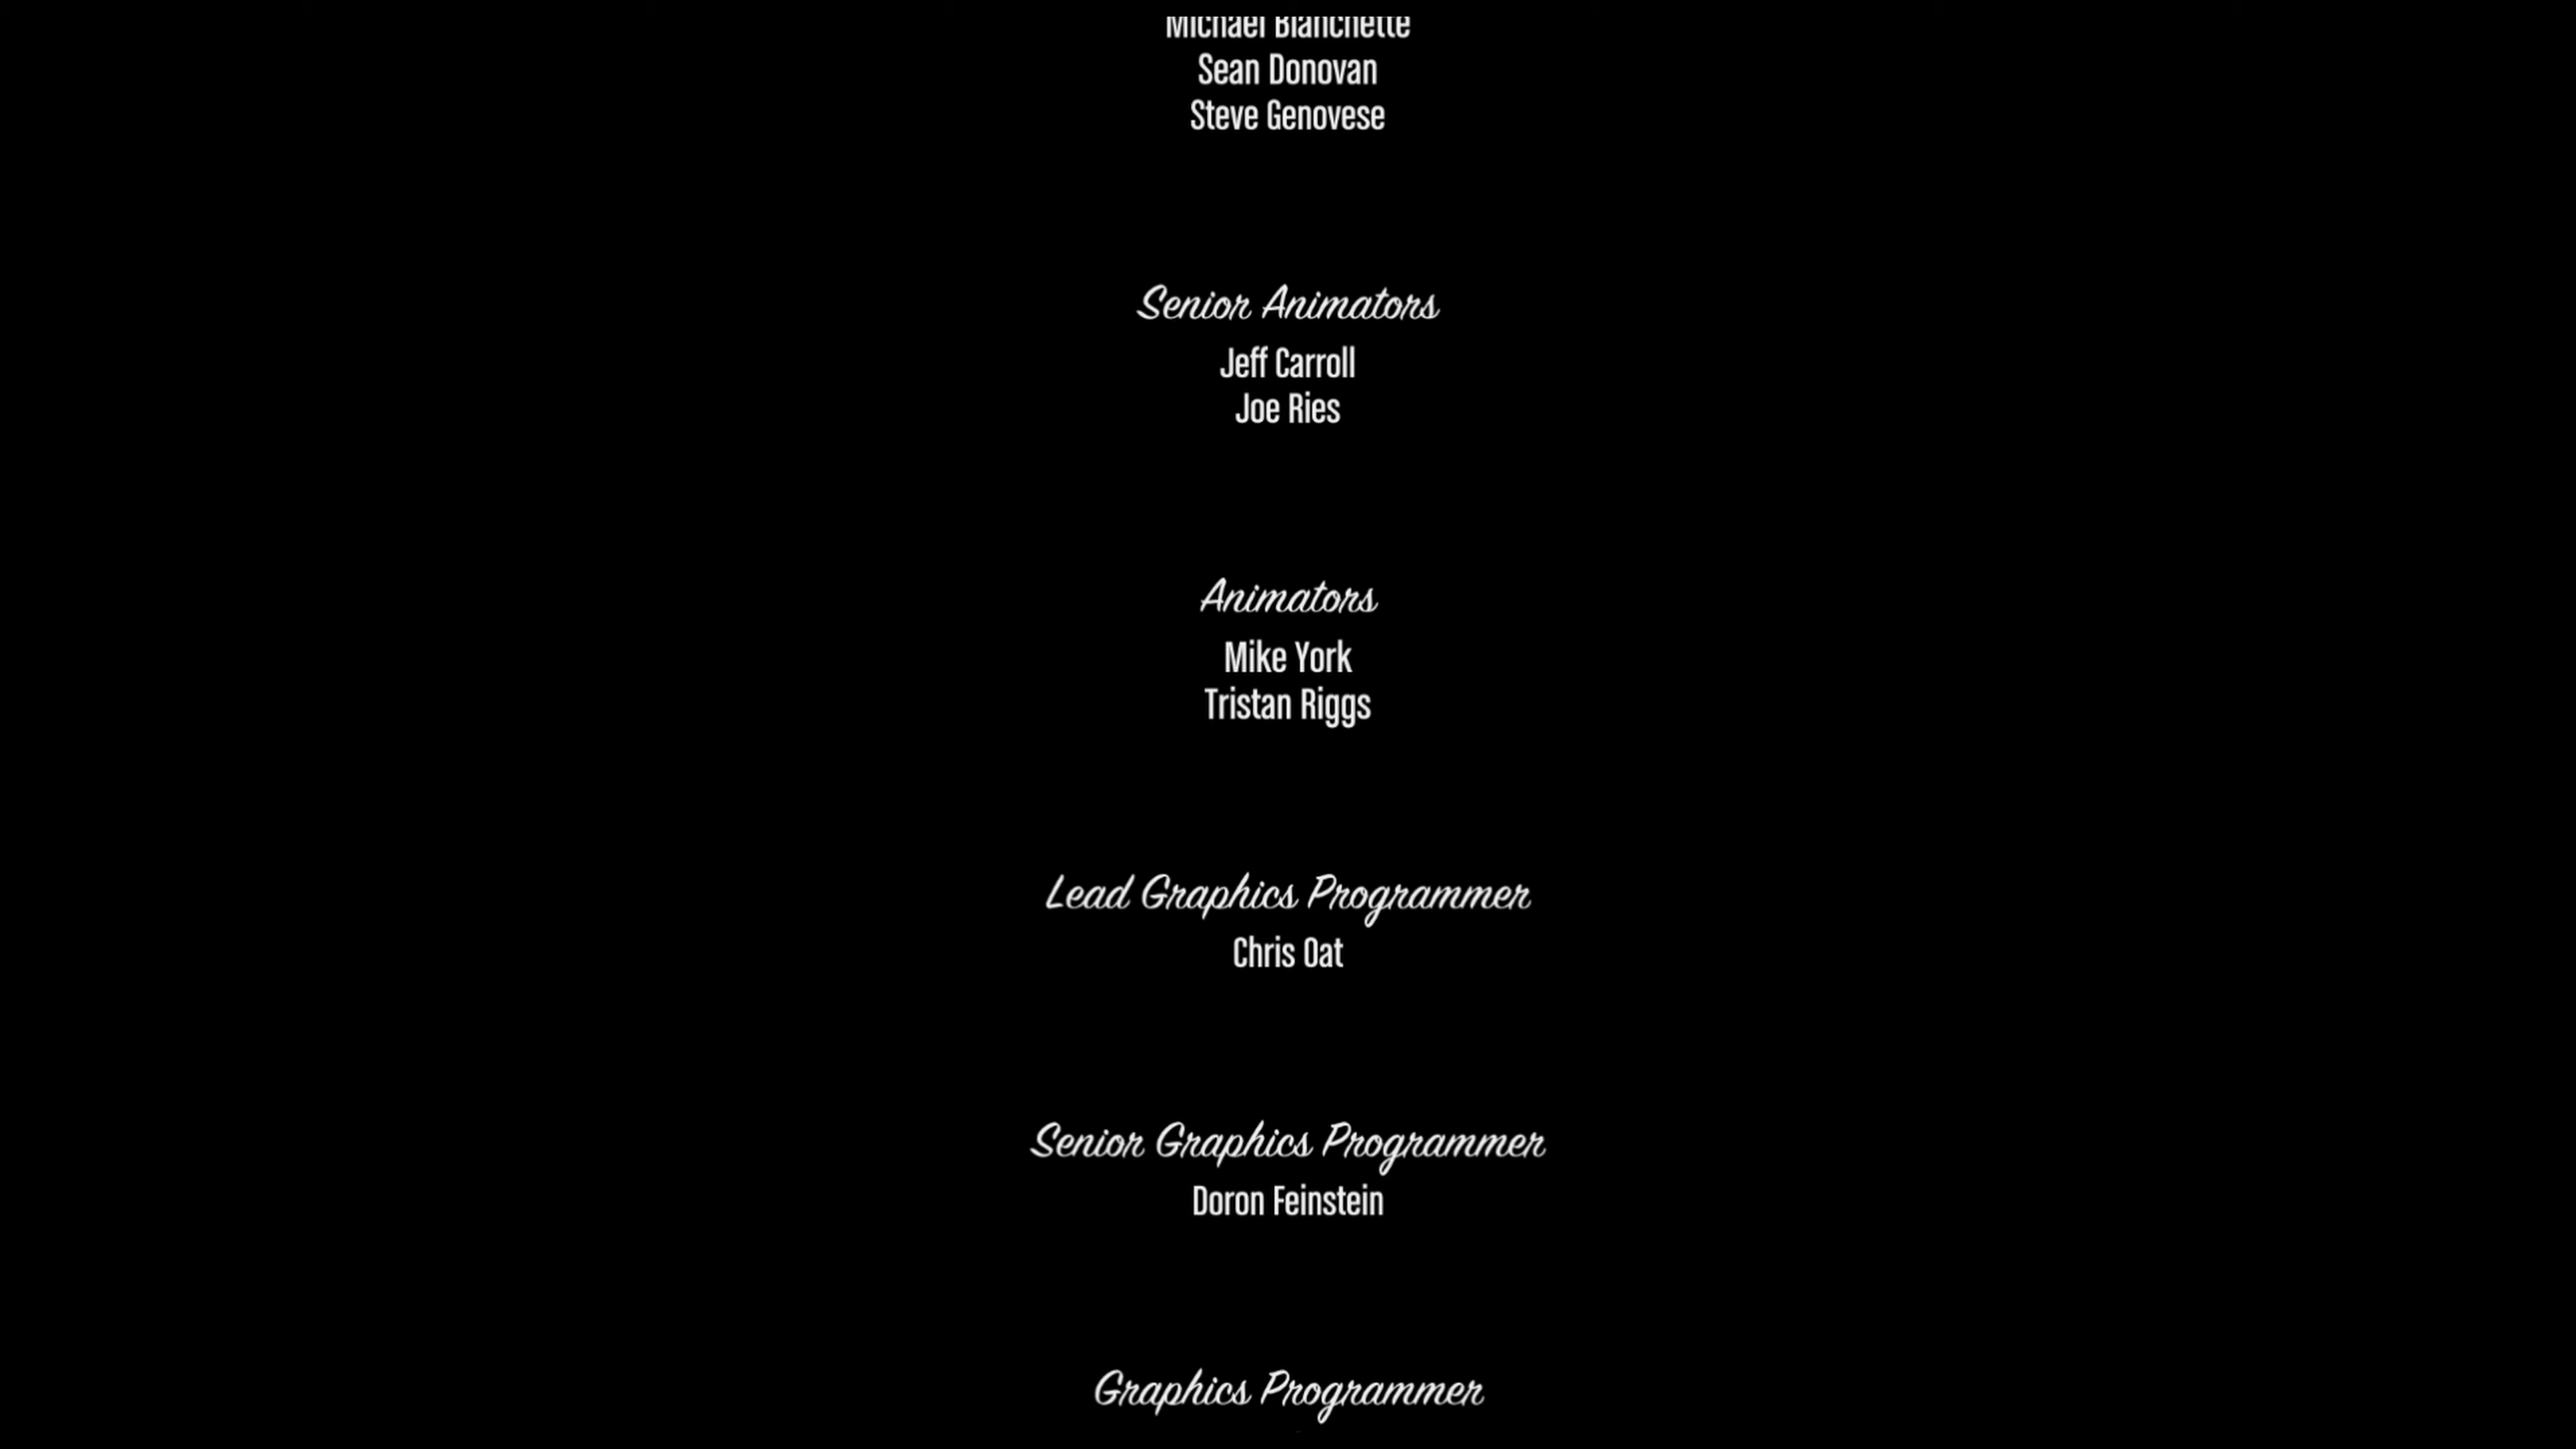 Michael Blanchette
Sean Donovan
Steve Genovese
Senior Animators
Jeff Carroll
Joe Ries
Animators
Mike York
Tristan Riggs
Lead Graphics Programmer
Chris Oat
Senior Graphics Programmer
Doron Feinstein
Graphics Programmer